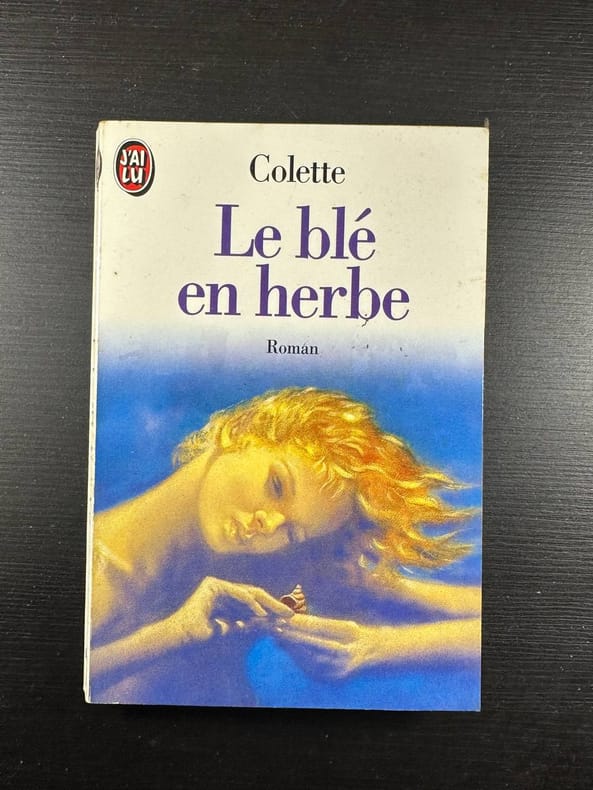 J'AI
LU
Colette
Le blé
en herbe
Roman